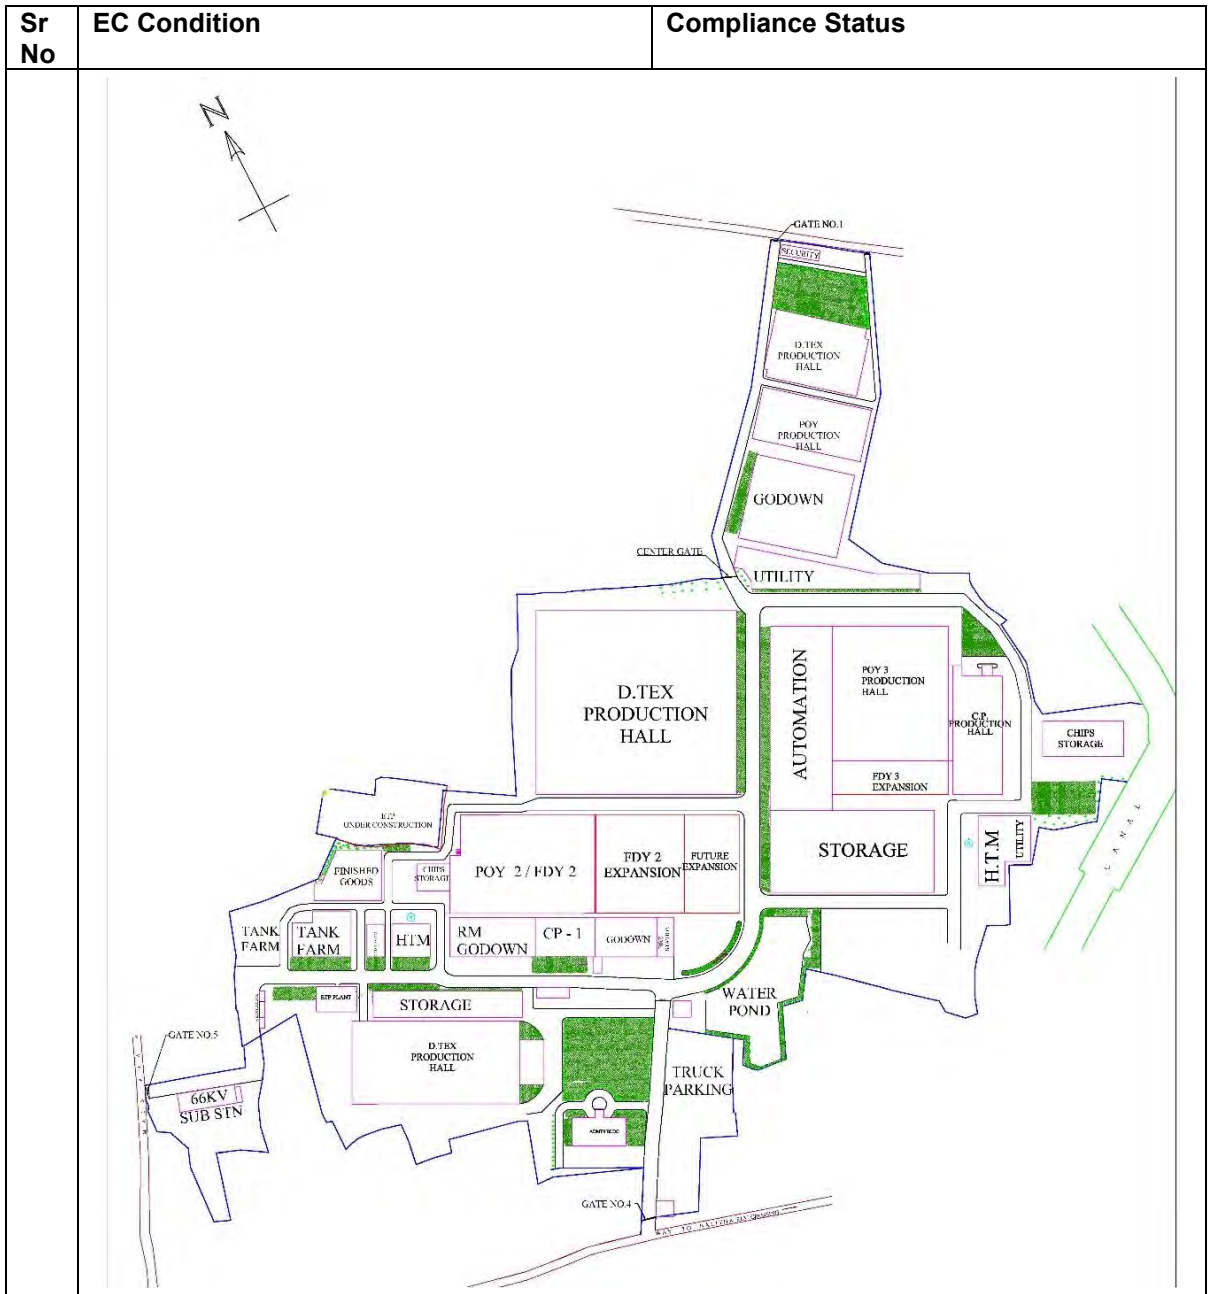 Sr
No
EC Condition
Compliance Status
N
GATE NO.1
SECURITY
D.TEX
PRODUCTION
HALL
POY
PRODUCTION
HALL
GODOWN
CENTER GATE
UTILITY
D.TEX
PRODUCTION
HALL
AUTOMATION
POY 3
PRODUCTION
HALL
C.P.
PRODUCTION
HALL
CHIPS
STORAGE
FDY 3
EXPANSION
CANAL
ETP
UNDER CONSTRUCTION
FINISHED
GOODS
CHIPS
STORAGE
POY 2 / FDY 2
FDY 2
EXPANSION
FUTURE
EXPANSION
STORAGE
H.T.M
UTILITY
TANK
FARM
TANK
FARM
HTM
RM
GODOWN
CP - 1
GODOWN
WATER
POND
ETP PLANT
STORAGE
GATE NO.5
D.TEX
PRODUCTION
HALL
66KV
SUB STN
TRUCK
PARKING
ADMIN BLDG
GATE NO.4